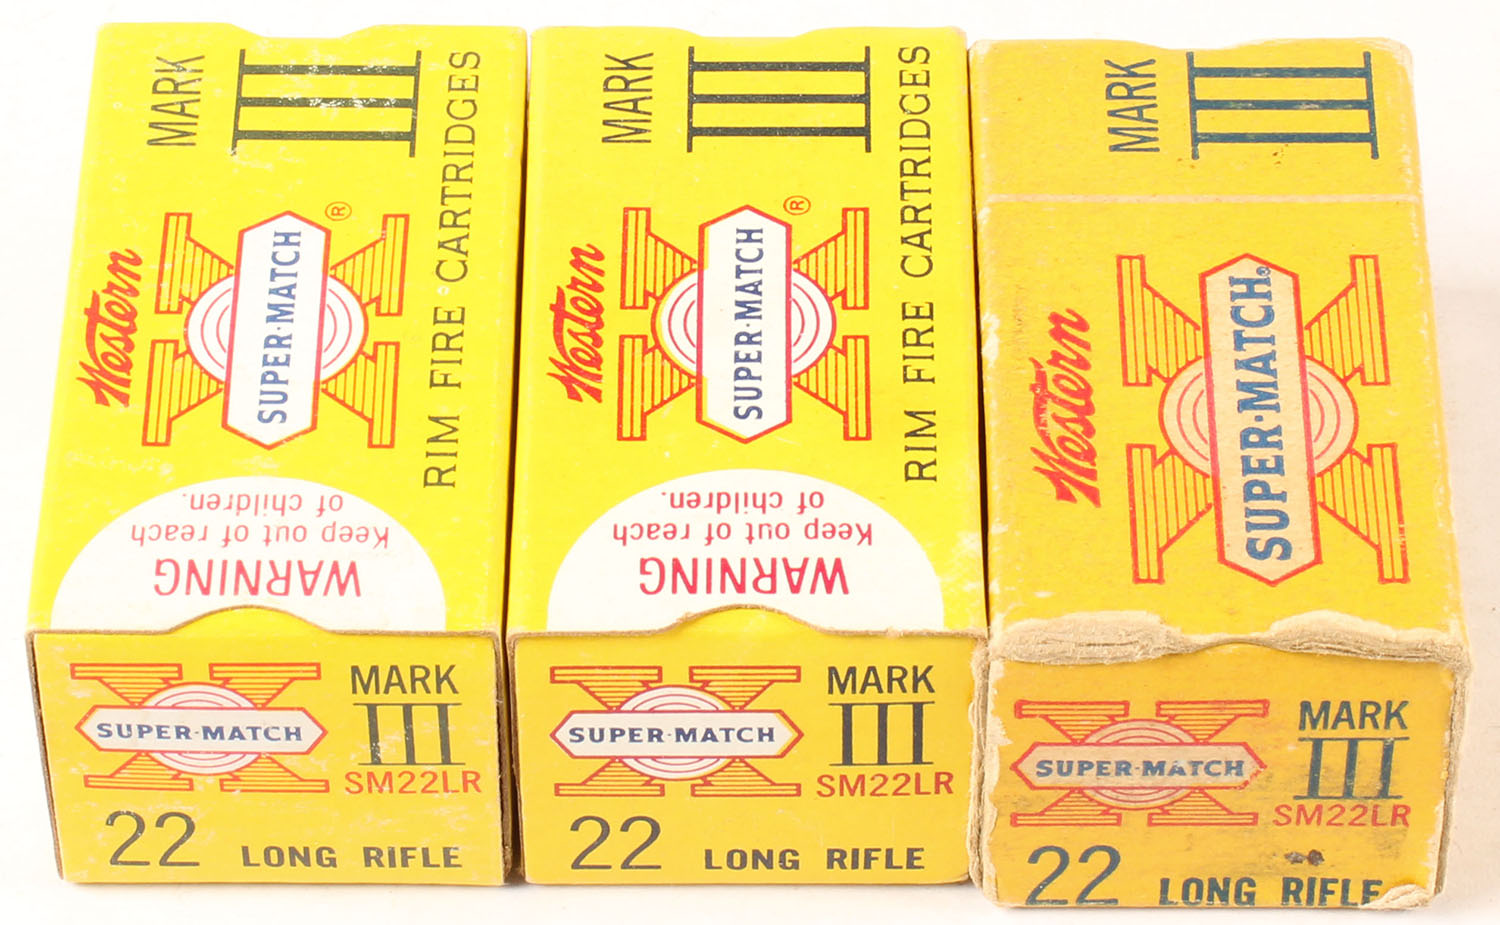 MARK
III
Western
SUPER·MATCH
®
RIM FIRE CARTRIDGES
WARNING
Keep out of reach
of children.
SUPER·MATCH
MARK
III
SM22LR
22 LONG RIFLE
MARK
III
Western
SUPER·MATCH
®
RIM FIRE CARTRIDGES
WARNING
Keep out of reach
of children.
SUPER·MATCH
MARK
III
SM22LR
22 LONG RIFLE
MARK
III
Western
SUPER·MATCH®
SUPER·MATCH
MARK
III
SM22LR
22 LONG RIFLE